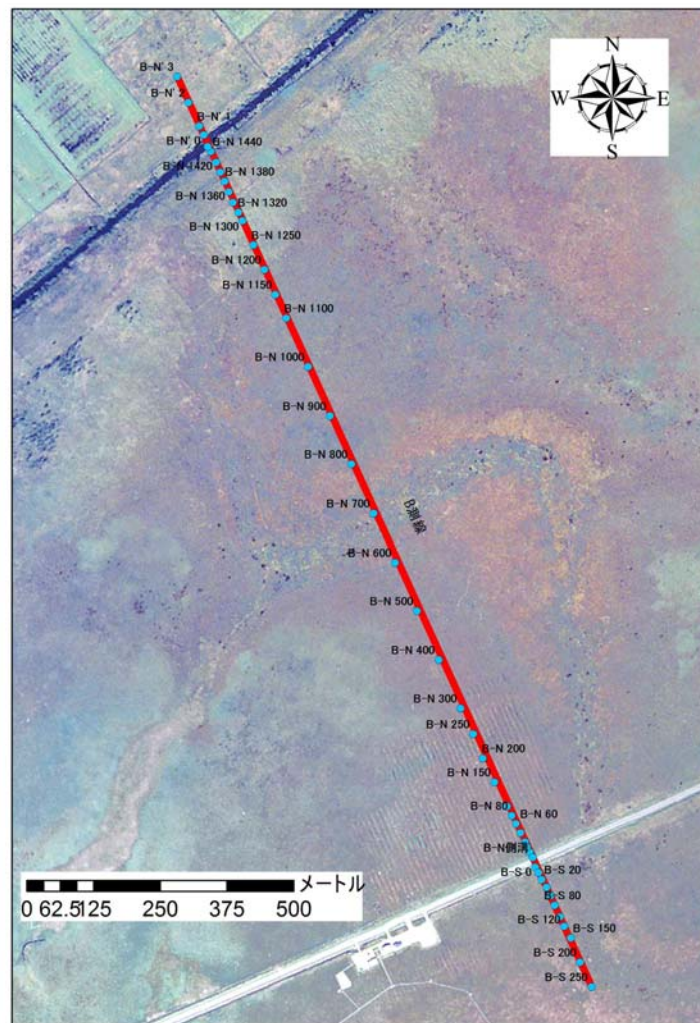 N
W
E
S
B-N' 3
B-N' 2
B-N' 1
B-N' 0
B-N 1440
B-N 1420
B-N 1380
B-N 1360
B-N 1320
B-N 1300
B-N 1250
B-N 1200
B-N 1150
B-N 1100
B-N 1000
B-N 900
B-N 800
B-N 700
B測線
B-N 600
B-N 500
B-N 400
B-N 300
B-N 250
B-N 200
B-N 150
B-N 80
B-N 60
B-N側溝
B-S 0
B-S 20
B-S 80
B-S 120
B-S 150
B-S 200
B-S 250
メートル
0 62.5 125 250 375 500